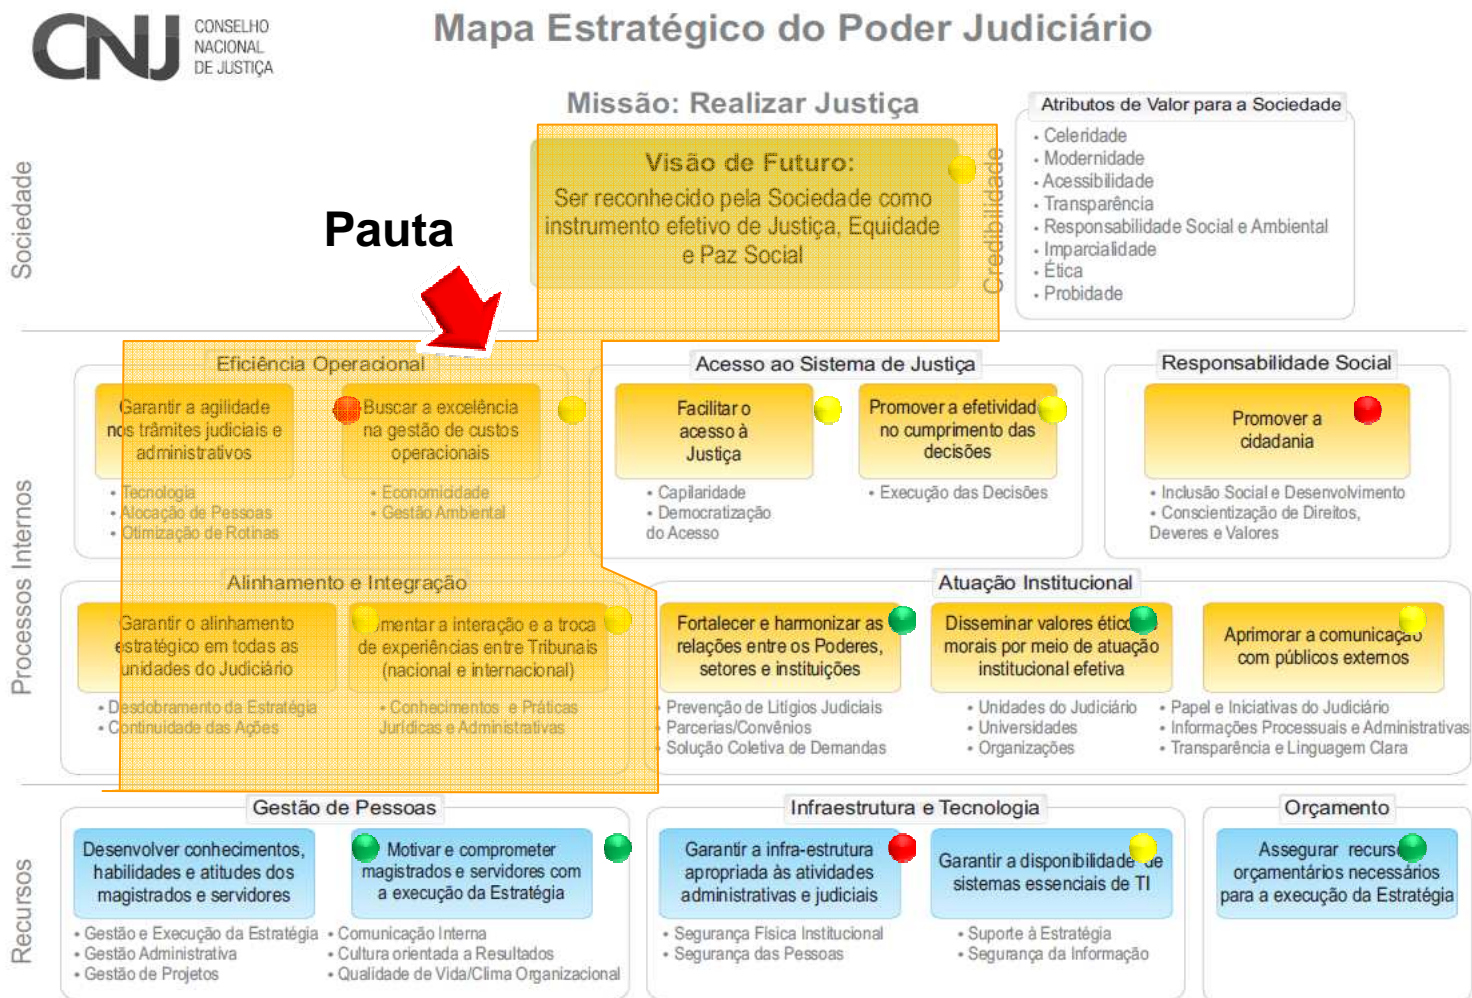 CNJ
CONSELHO
NACIONAL
DE JUSTIÇA
Mapa Estratégico do Poder Judiciário
Missão: Realizar Justiça
Sociedade
Visão de Futuro:
Ser reconhecido pela Sociedade como
instrumento efetivo de Justiça, Equidade
e Paz Social
Credibilidade
Atributos de Valor para a Sociedade
• Celeridade
• Modernidade
• Acessibilidade
• Transparência
• Responsabilidade Social e Ambiental
• Imparcialidade
• Ética
• Probidade
Pauta
Processos Internos
Eficiência Operacional
Garantir a agilidade
nos trâmites judiciais e
administrativos
• Tecnologia
• Alocação de Pessoas
• Otimização de Rotinas
Buscar a excelência
na gestão de custos
operacionais
• Economicidade
• Gestão Ambiental
Acesso ao Sistema de Justiça
Facilitar o
acesso à
Justiça
• Capilaridade
• Democratização
do Acesso
Promover a efetividad
no cumprimento das
decisões
• Execução das Decisões
Responsabilidade Social
Promover a
cidadania
• Inclusão Social e Desenvolvimento
• Conscientização de Direitos,
Deveres e Valores
Alinhamento e Integração
Garantir o alinhamento
estratégico em todas as
unidades do Judiciário
• Desdobramento da Estratégia
• Continuidade das Ações
mentar a interação e a troca
de experiências entre Tribunais
(nacional e internacional)
• Conhecimentos e Práticas
Jurídicas e Administrativas
Atuação Institucional
Fortalecer e harmonizar as
relações entre os Poderes,
setores e instituições
• Prevenção de Litígios Judiciais
• Parcerias/Convênios
• Solução Coletiva de Demandas
Disseminar valores étic
morais por meio de atuação
institucional efetiva
• Unidades do Judiciário
• Universidades
• Organizações
Aprimorar a comunicação
com públicos externos
• Papel e Iniciativas do Judiciário
• Informações Processuais e Administrativas
• Transparência e Linguagem Clara
Recursos
Gestão de Pessoas
Desenvolver conhecimentos,
habilidades e atitudes dos
magistrados e servidores
• Gestão e Execução da Estratégia
• Gestão Administrativa
• Gestão de Projetos
Motivar e comprometer
magistrados e servidores com
a execução da Estratégia
• Comunicação Interna
• Cultura orientada a Resultados
• Qualidade de Vida/Clima Organizacional
Infraestrutura e Tecnologia
Garantir a infra-estrutura
apropriada às atividades
administrativas e judiciais
• Segurança Física Institucional
• Segurança das Pessoas
Garantir a disponibilidade de
sistemas essenciais de TI
• Suporte à Estratégia
• Segurança da Informação
Orçamento
Assegurar recurs
orçamentários necessários
para a execução da Estratégia